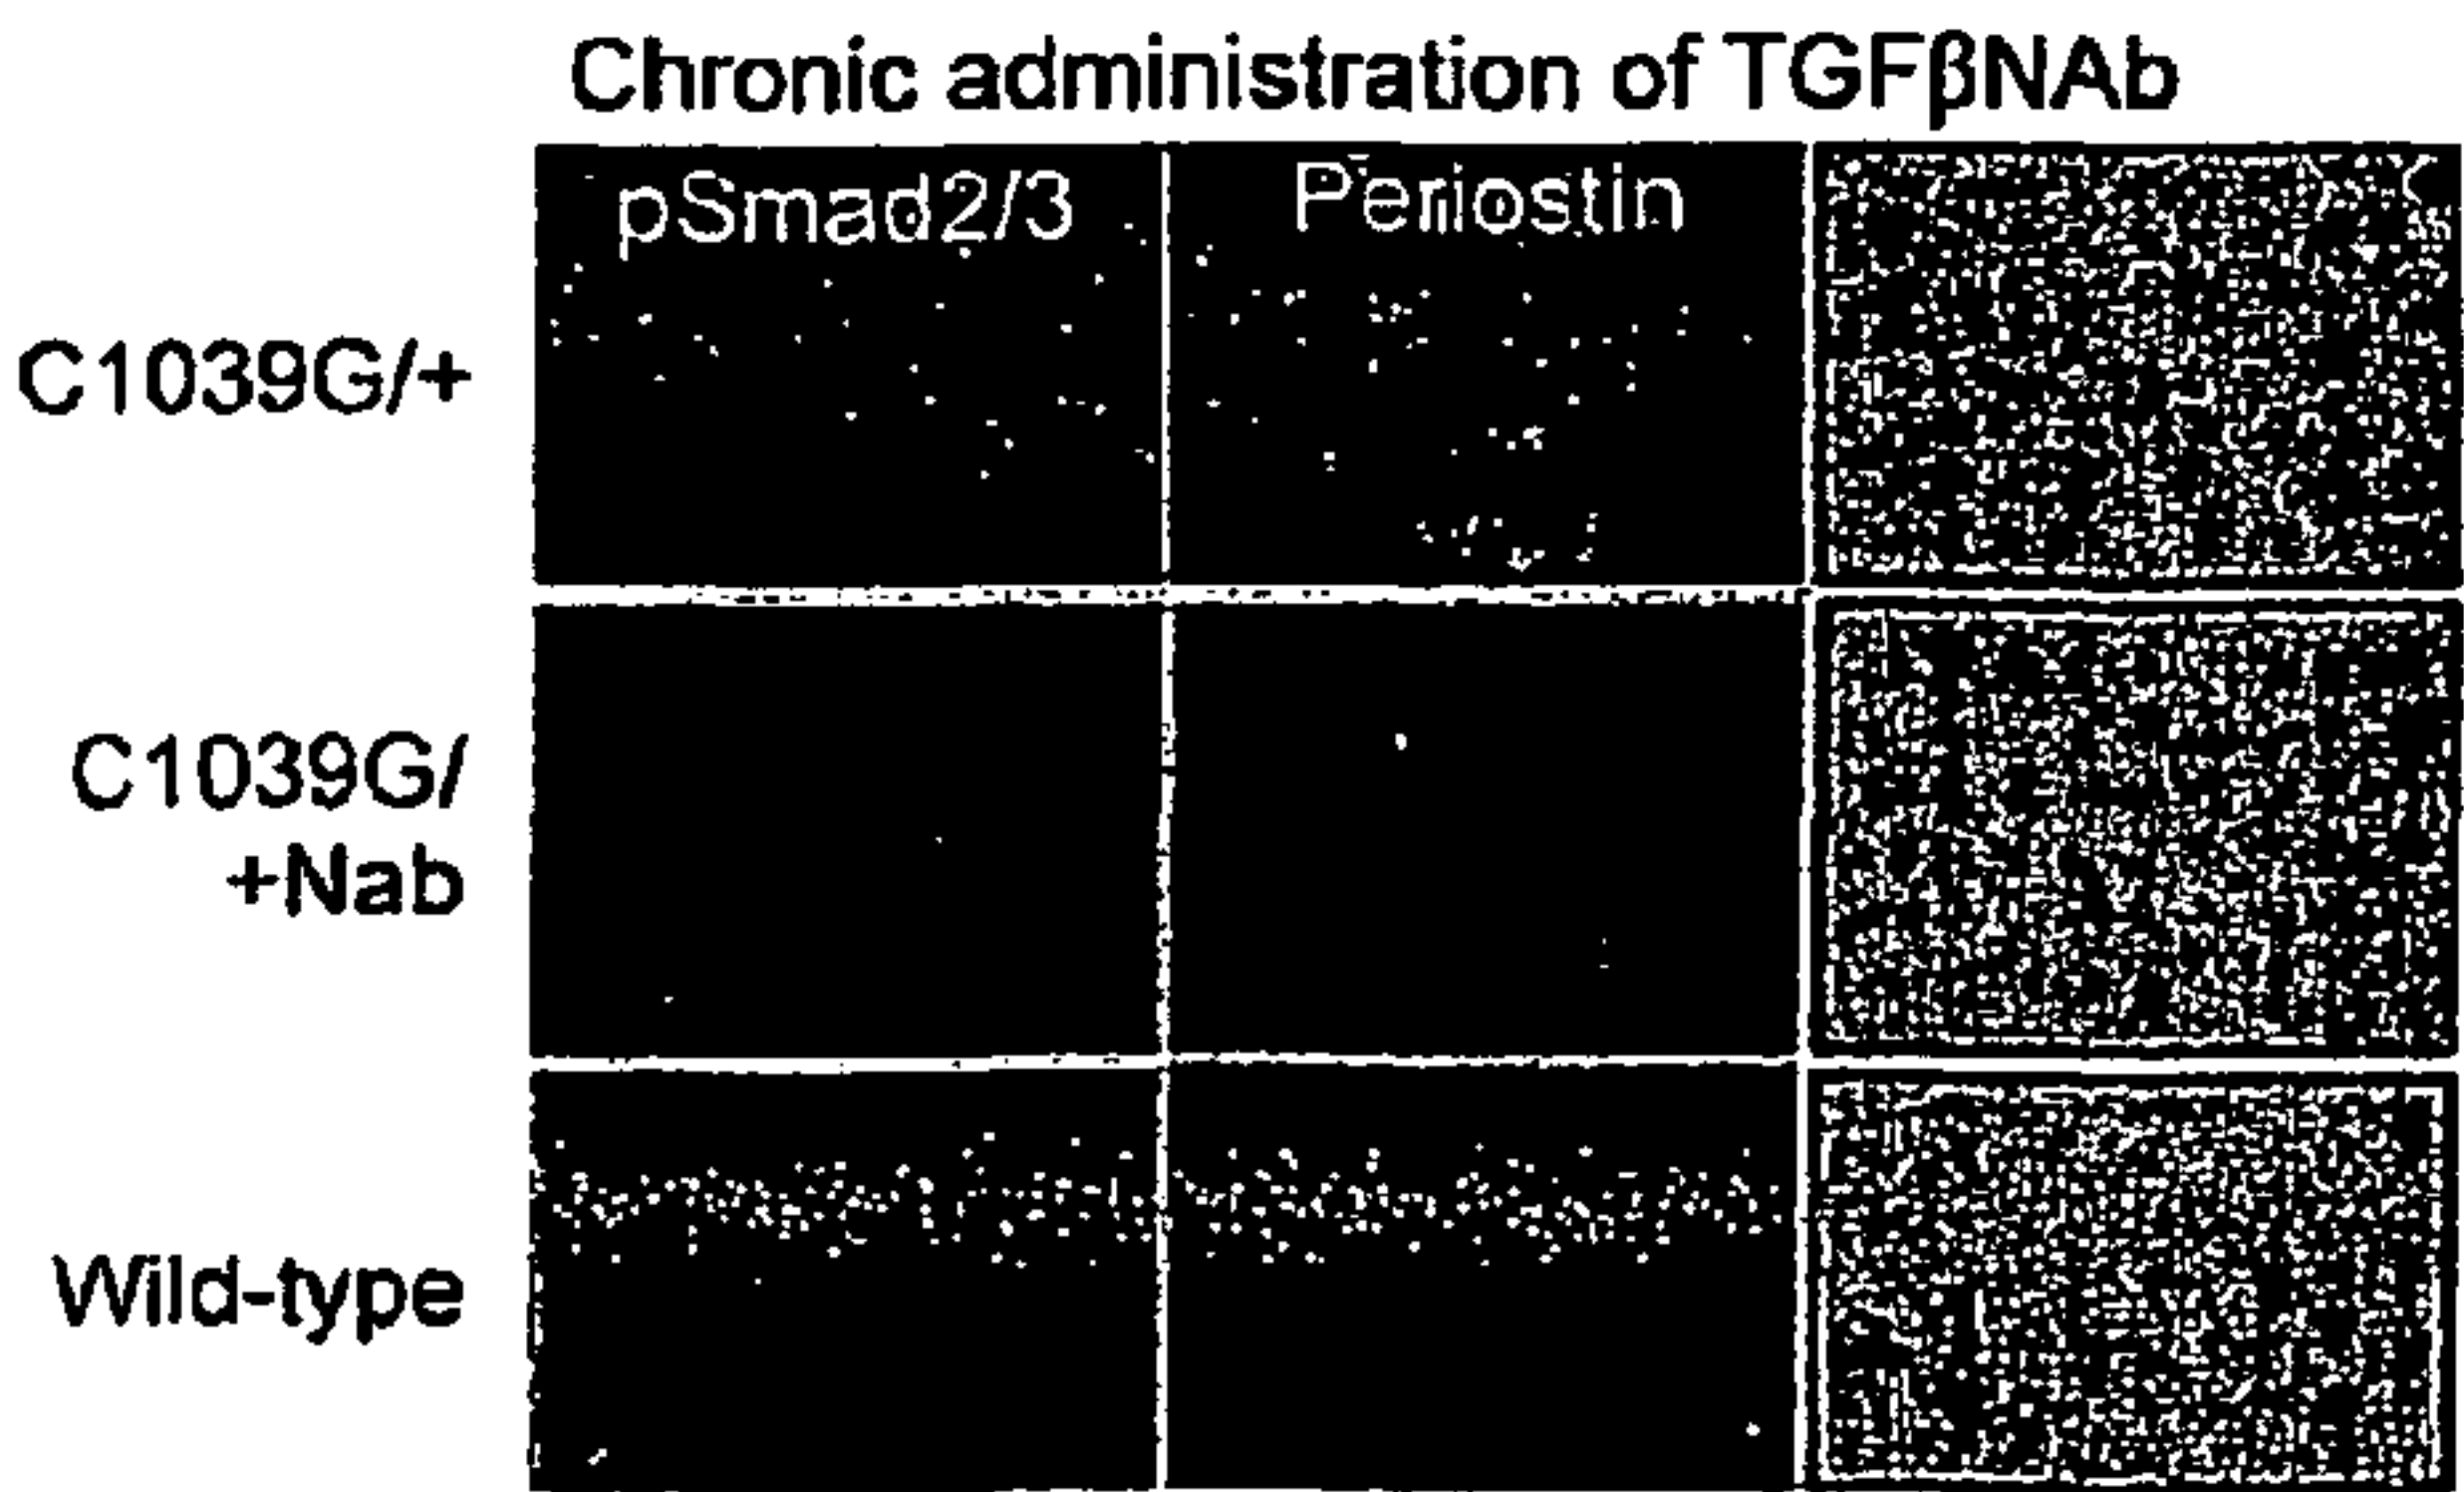 Chronic administration of TGFβNAb
pSmad2/3
Periostin
C1039G/+
C1039G/
+Nab
Wild-type